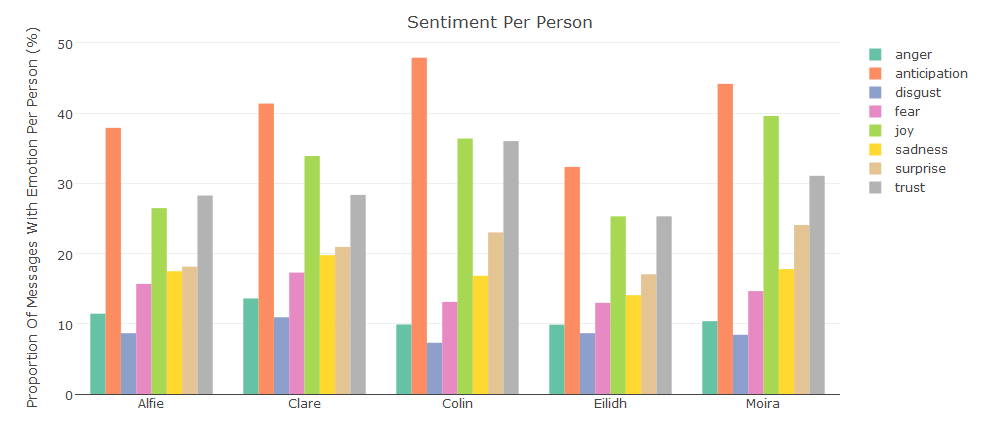 Sentiment Per Person
Proportion Of Messages With Emotion Per Person (%)
50
40
30
20
10
0
Alfie
Clare
Colin
Eilidh
Moira
anger
anticipation
disgust
fear
joy
sadness
surprise
trust